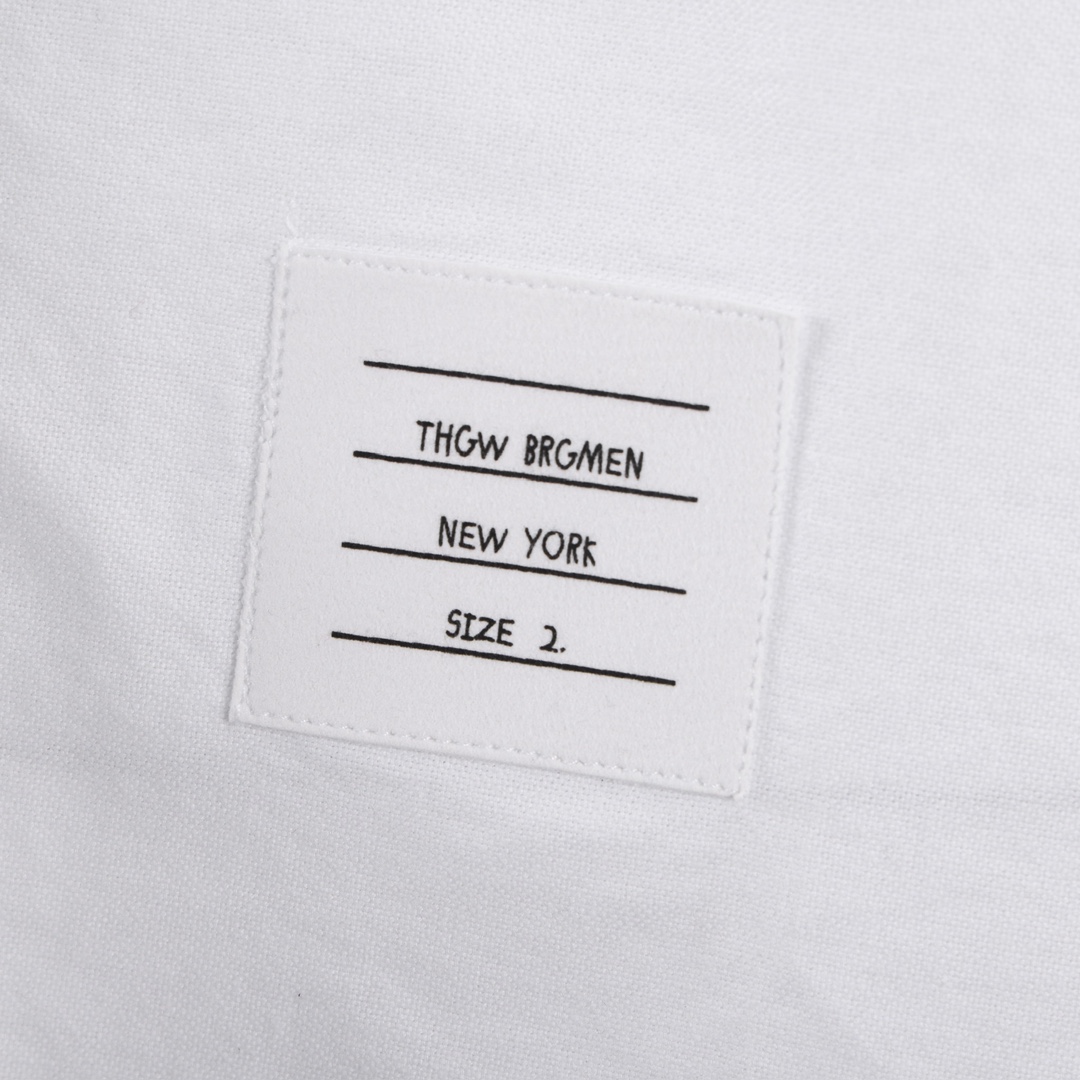 THGW BRGMEN
NEW YORK
SIZE 2.